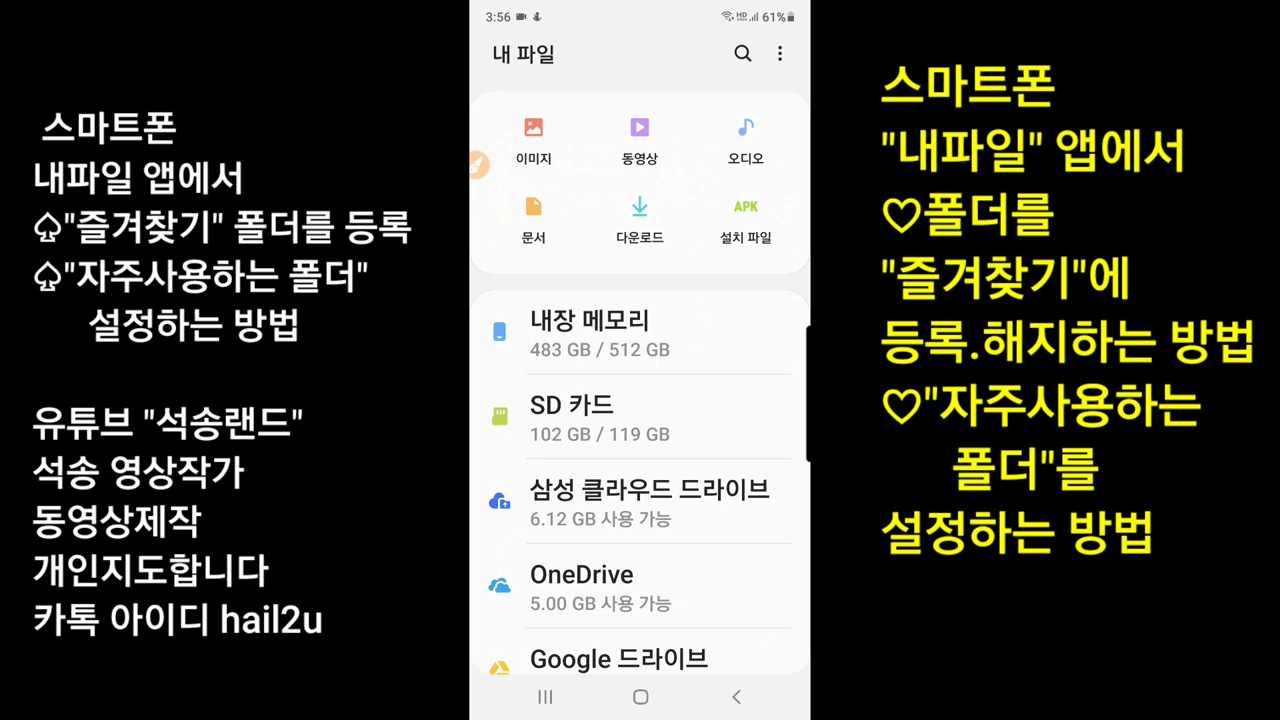 스마트폰
내파일 앱에서
♤"즐겨찾기" 폴더를 등록
♤"자주사용하는 폴더"
설정하는 방법
유튜브 "석송랜드"
석송 영상작가
동영상제작
개인지도합니다
카톡 아이디 hail2u
3:56
61%
내 파일
이미지
동영상
오디오
문서
다운로드
APK
설치 파일
내장 메모리
483 GB / 512 GB
SD 카드
102 GB / 119 GB
삼성 클라우드 드라이브
6.12 GB 사용 가능
OneDrive
5.00 GB 사용 가능
Google 드라이브
스마트폰
"내파일" 앱에서
♡폴더를
"즐겨찾기"에
등록.해지하는 방법
♡"자주사용하는
폴더"를
설정하는 방법